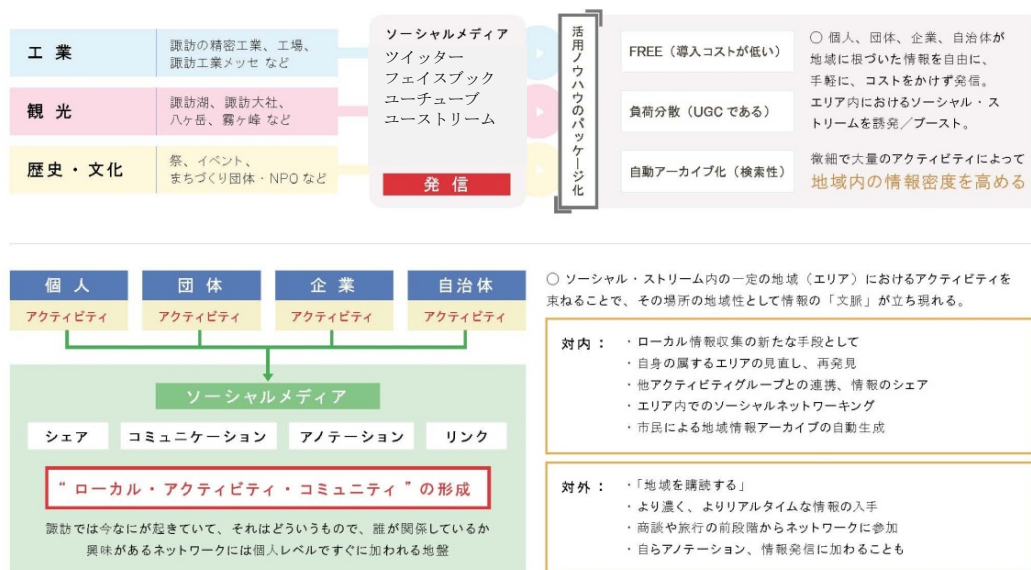 工業
諏訪の精密工業、工場、
諏訪工業メッセ など
観光
諏訪湖、諏訪大社、
八ヶ岳、霧ヶ峰 など
歴史・文化
祭、イベント、
まちづくり団体・NPO など
ソーシャルメディア
ツイッター
フェイスブック
ユーチューブ
ユーストリーム
発信
活用ノウハウのパッケージ化
FREE（導入コストが低い）
負荷分散（UGCである）
自動アーカイブ化（検索性）
○ 個人、団体、企業、自治体が
地域に根づいた情報を自由に、
手軽に、コストをかけず発信。
エリア内におけるソーシャル・ス
トリームを誘発／ブースト。
微細で大量のアクティビティによって
地域内の情報密度を高める
個人
アクティビティ
団体
アクティビティ
企業
アクティビティ
自治体
アクティビティ
ソーシャルメディア
シェア
コミュニケーション
アノテーション
リンク
“ローカル・アクティビティ・コミュニティ”の形成
諏訪では今なにが起きていて、それはどういうもので、誰が関係しているか
興味があるネットワークには個人レベルですぐに加われる地盤
○ ソーシャル・ストリーム内の一定の地域（エリア）におけるアクティビティを
束ねることで、その場所の地域性として情報の「文脈」が立ち現れる。
対内：
・ローカル情報収集の新たな手段として
・自身の属するエリアの見直し、再発見
・他アクティビティグループとの連携、情報のシェア
・エリア内でのソーシャルネットワーキング
・市民による地域情報アーカイブの自動生成
対外：
・「地域を購読する」
・より濃く、よりリアルタイムな情報の入手
・商談や旅行の前段階からネットワークに参加
・自らアノテーション、情報発信に加わることも